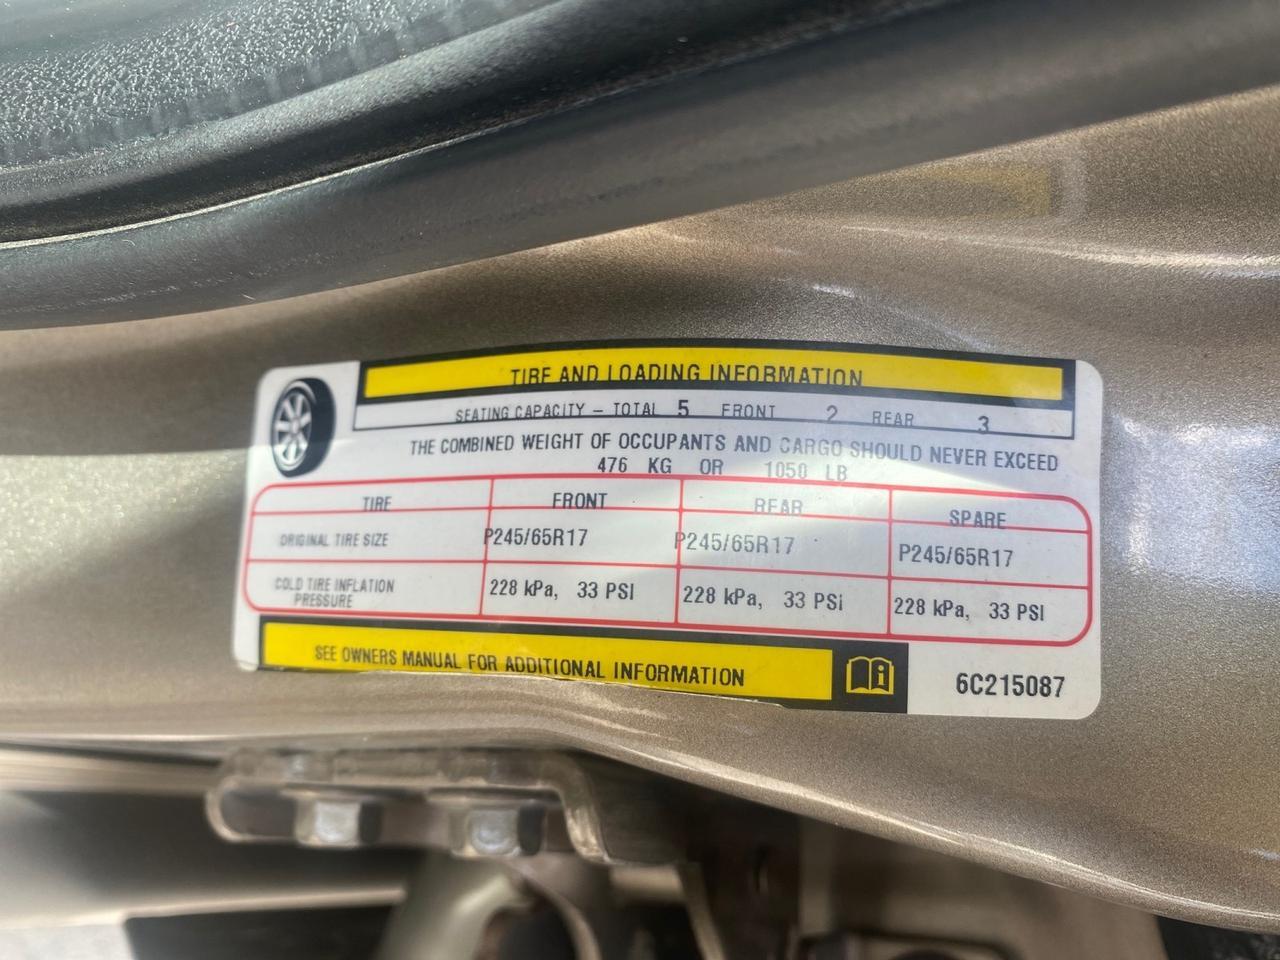 TIRE AND LOADING INFORMATION
SEATING CAPACITY – TOTAL 5 FRONT 2 REAR 3
THE COMBINED WEIGHT OF OCCUPANTS AND CARGO SHOULD NEVER EXCEED
476 KG OR 1050 LB
TIRE FRONT REAR SPARE
ORIGINAL TIRE SIZE P245/65R17 P245/65R17 P245/65R17
COLD TIRE INFLATION PRESSURE 228 kPa, 33 PSI 228 kPa, 33 PSi 228 kPa, 33 PSI
SEE OWNERS MANUAL FOR ADDITIONAL INFORMATION
6C215087